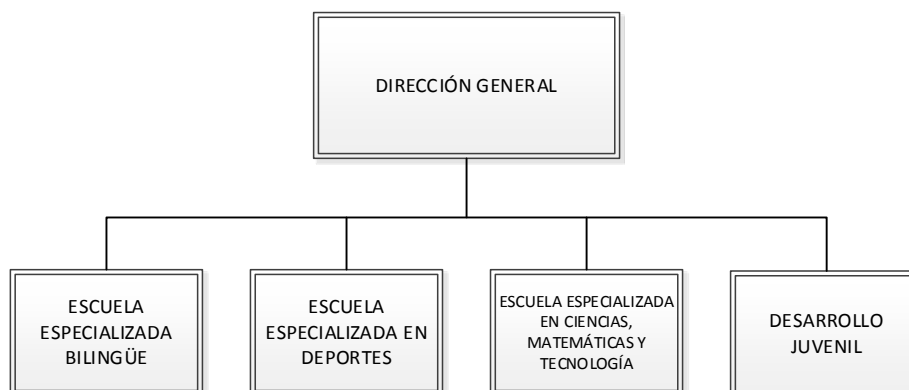 DIRECCIÓN GENERAL
ESCUELA
ESPECIALIZADA
BILINGÜE
ESCUELA
ESPECIALIZADA EN
DEPORTES
ESCUELA ESPECIALIZADA
EN CIENCIAS,
MATEMÁTICAS Y
TECNOLOGÍA
DESARROLLO
JUVENIL